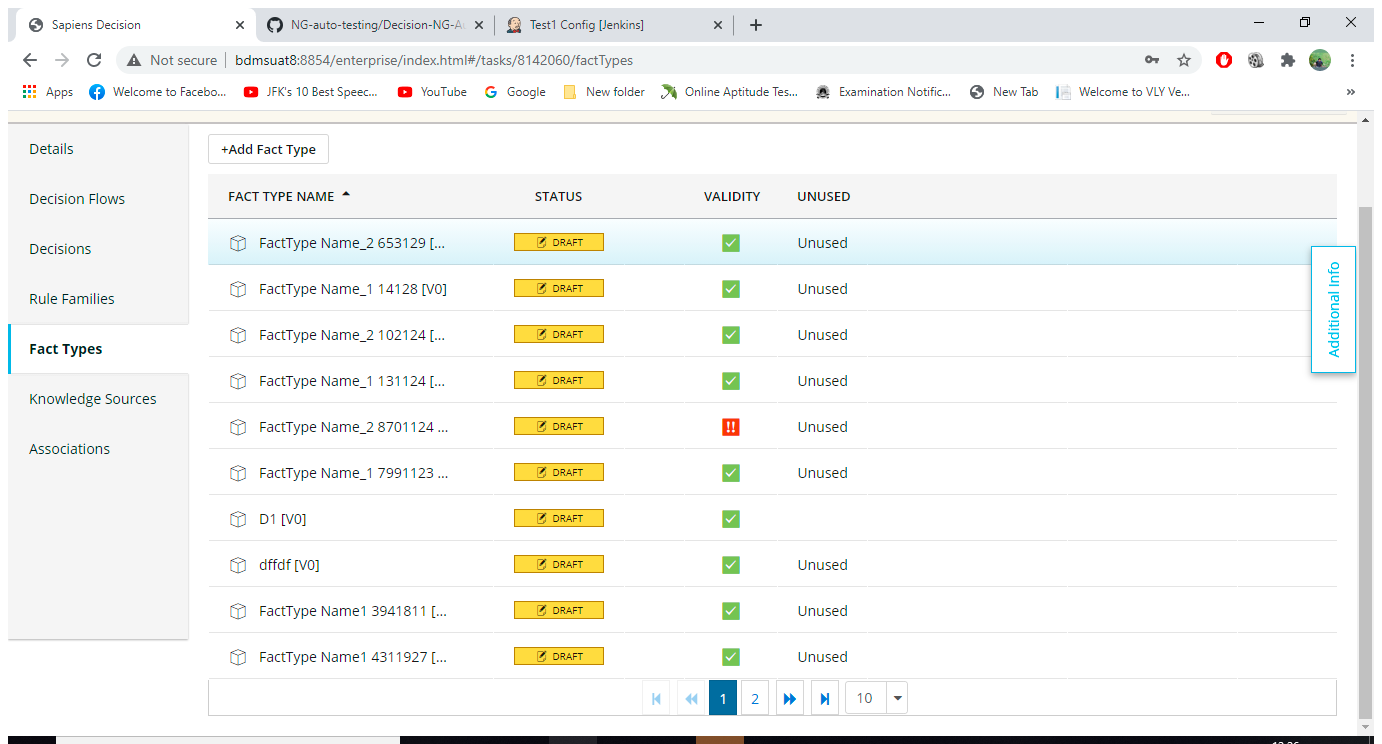 Sapiens Decision
NG-auto-testing/Decision-NG-Au
Test1 Config [Jenkins]
Not secure
bdmsuat8:8854/enterprise/index.html#/tasks/8142060/factTypes
Apps
Welcome to Facebo...
JFK's 10 Best Speec...
YouTube
Google
New folder
Online Aptitude Tes...
Examination Notific...
New Tab
Welcome to VLY Ve...
»
Details
Decision Flows
Decisions
Rule Families
Fact Types
Knowledge Sources
Associations
+Add Fact Type
FACT TYPE NAME STATUS VALIDITY UNUSED
FactType Name_2 653129 [... DRAFT Unused
FactType Name_1 14128 [V0] DRAFT Unused
FactType Name_2 102124 [... DRAFT Unused
FactType Name_1 131124 [... DRAFT Unused
FactType Name_2 8701124 ... DRAFT !! Unused
FactType Name_1 7991123 ... DRAFT Unused
D1 [V0] DRAFT
dffdf [V0] DRAFT Unused
FactType Name1 3941811 [... DRAFT Unused
FactType Name1 4311927 [... DRAFT Unused
1 2 10
Additional Info